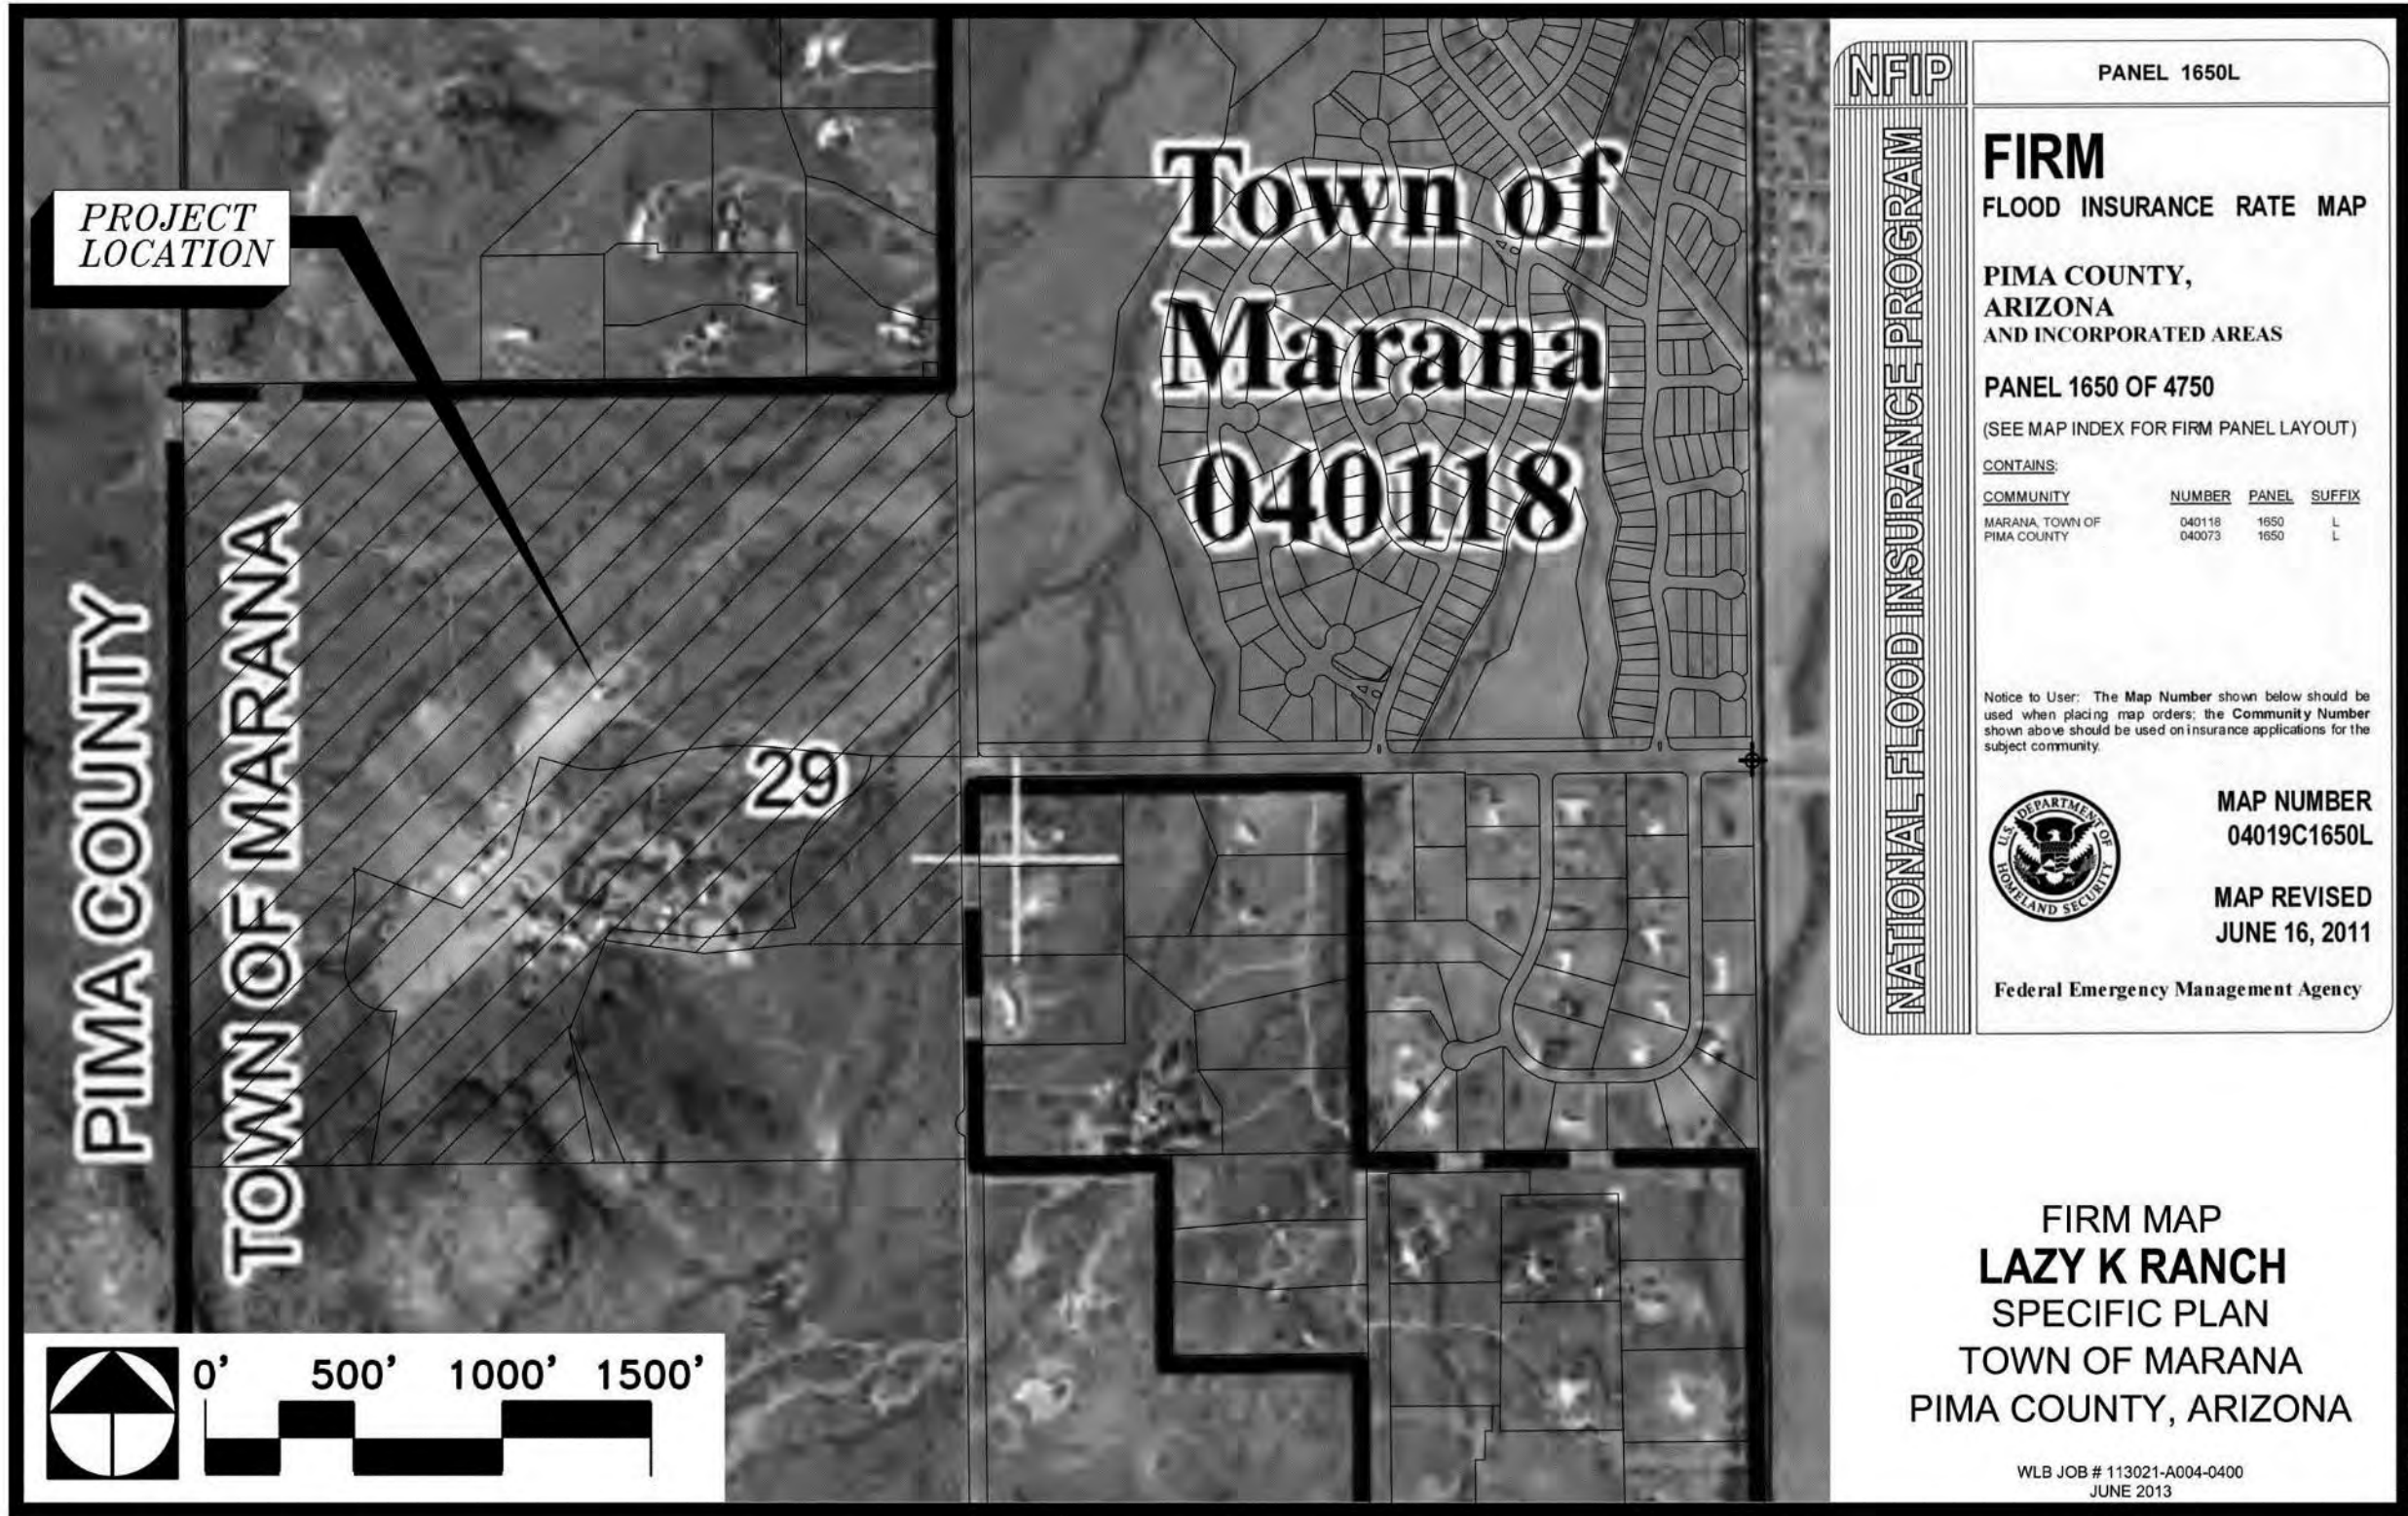 PROJECT
LOCATION
Town of
Marana
040118
PIMA COUNTY
TOWN OF MARANA
29
0' 500' 1000' 1500'
NFIP
PANEL 1650L
NATIONAL FLOOD INSURANCE PROGRAM
FIRM
FLOOD INSURANCE RATE MAP
PIMA COUNTY,
ARIZONA
AND INCORPORATED AREAS
PANEL 1650 OF 4750
(SEE MAP INDEX FOR FIRM PANEL LAYOUT)
CONTAINS:
COMMUNITY NUMBER PANEL SUFFIX
MARANA, TOWN OF 040118 1650 L
PIMA COUNTY 040073 1650 L
Notice to User: The Map Number shown below should be
used when placing map orders; the Community Number
shown above should be used on insurance applications for the
subject community.
U.S. DEPARTMENT OF
HOMELAND SECURITY
MAP NUMBER
04019C1650L
MAP REVISED
JUNE 16, 2011
Federal Emergency Management Agency
FIRM MAP
LAZY K RANCH
SPECIFIC PLAN
TOWN OF MARANA
PIMA COUNTY, ARIZONA
WLB JOB # 113021-A004-0400
JUNE 2013